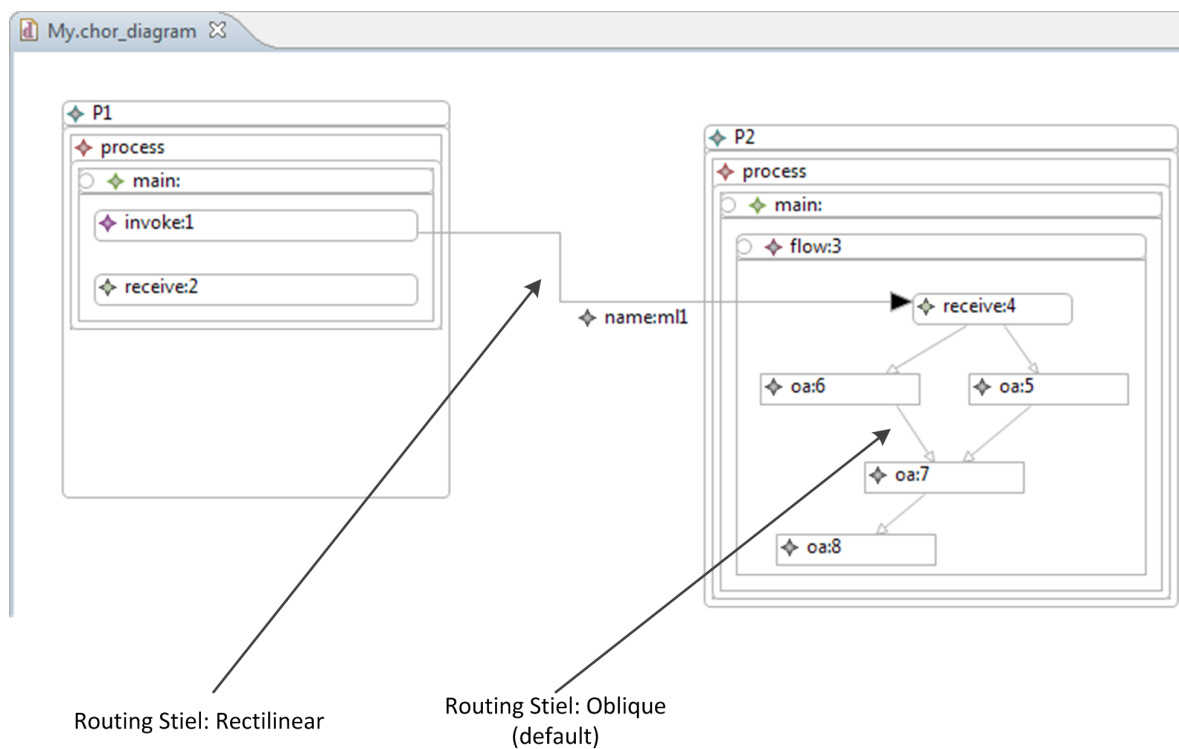 My.chor_diagram
P1
process
main:
invoke:1
receive:2
name:ml1
P2
process
main:
flow:3
receive:4
oa:6
oa:5
oa:7
oa:8
Routing Stiel: Rectilinear
Routing Stiel: Oblique
(default)